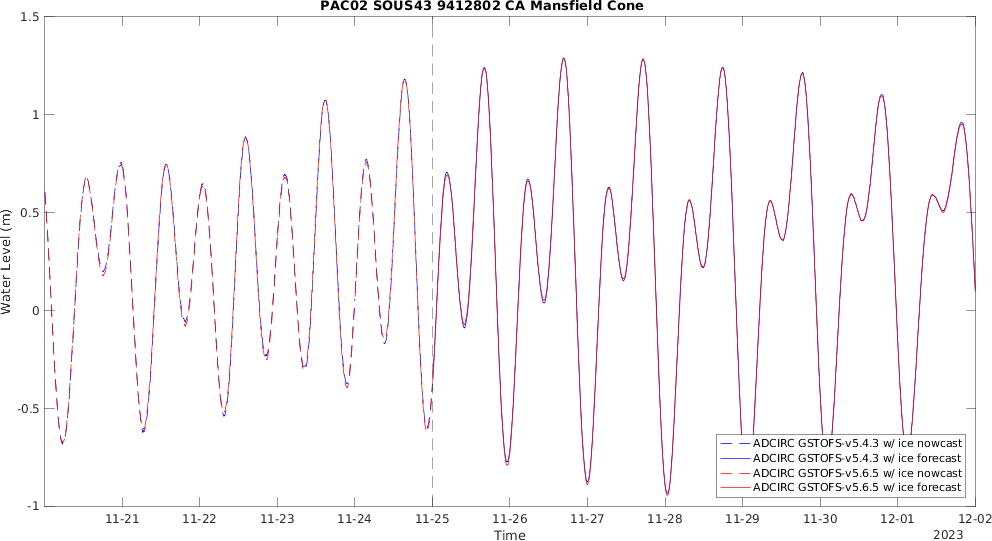 PAC02 SOUS43 9412802 CA Mansfield Cone
Water Level (m)
1.5
1
0.5
0
-0.5
-1
ADCIRC GSTOFS-v5.4.3 w/ ice nowcast
ADCIRC GSTOFS-v5.4.3 w/ ice forecast
ADCIRC GSTOFS-v5.6.5 w/ ice nowcast
ADCIRC GSTOFS-v5.6.5 w/ ice forecast
11-21 11-22 11-23 11-24 11-25 11-26 11-27 11-28 11-29 11-30 12-01 12-02
Time
2023